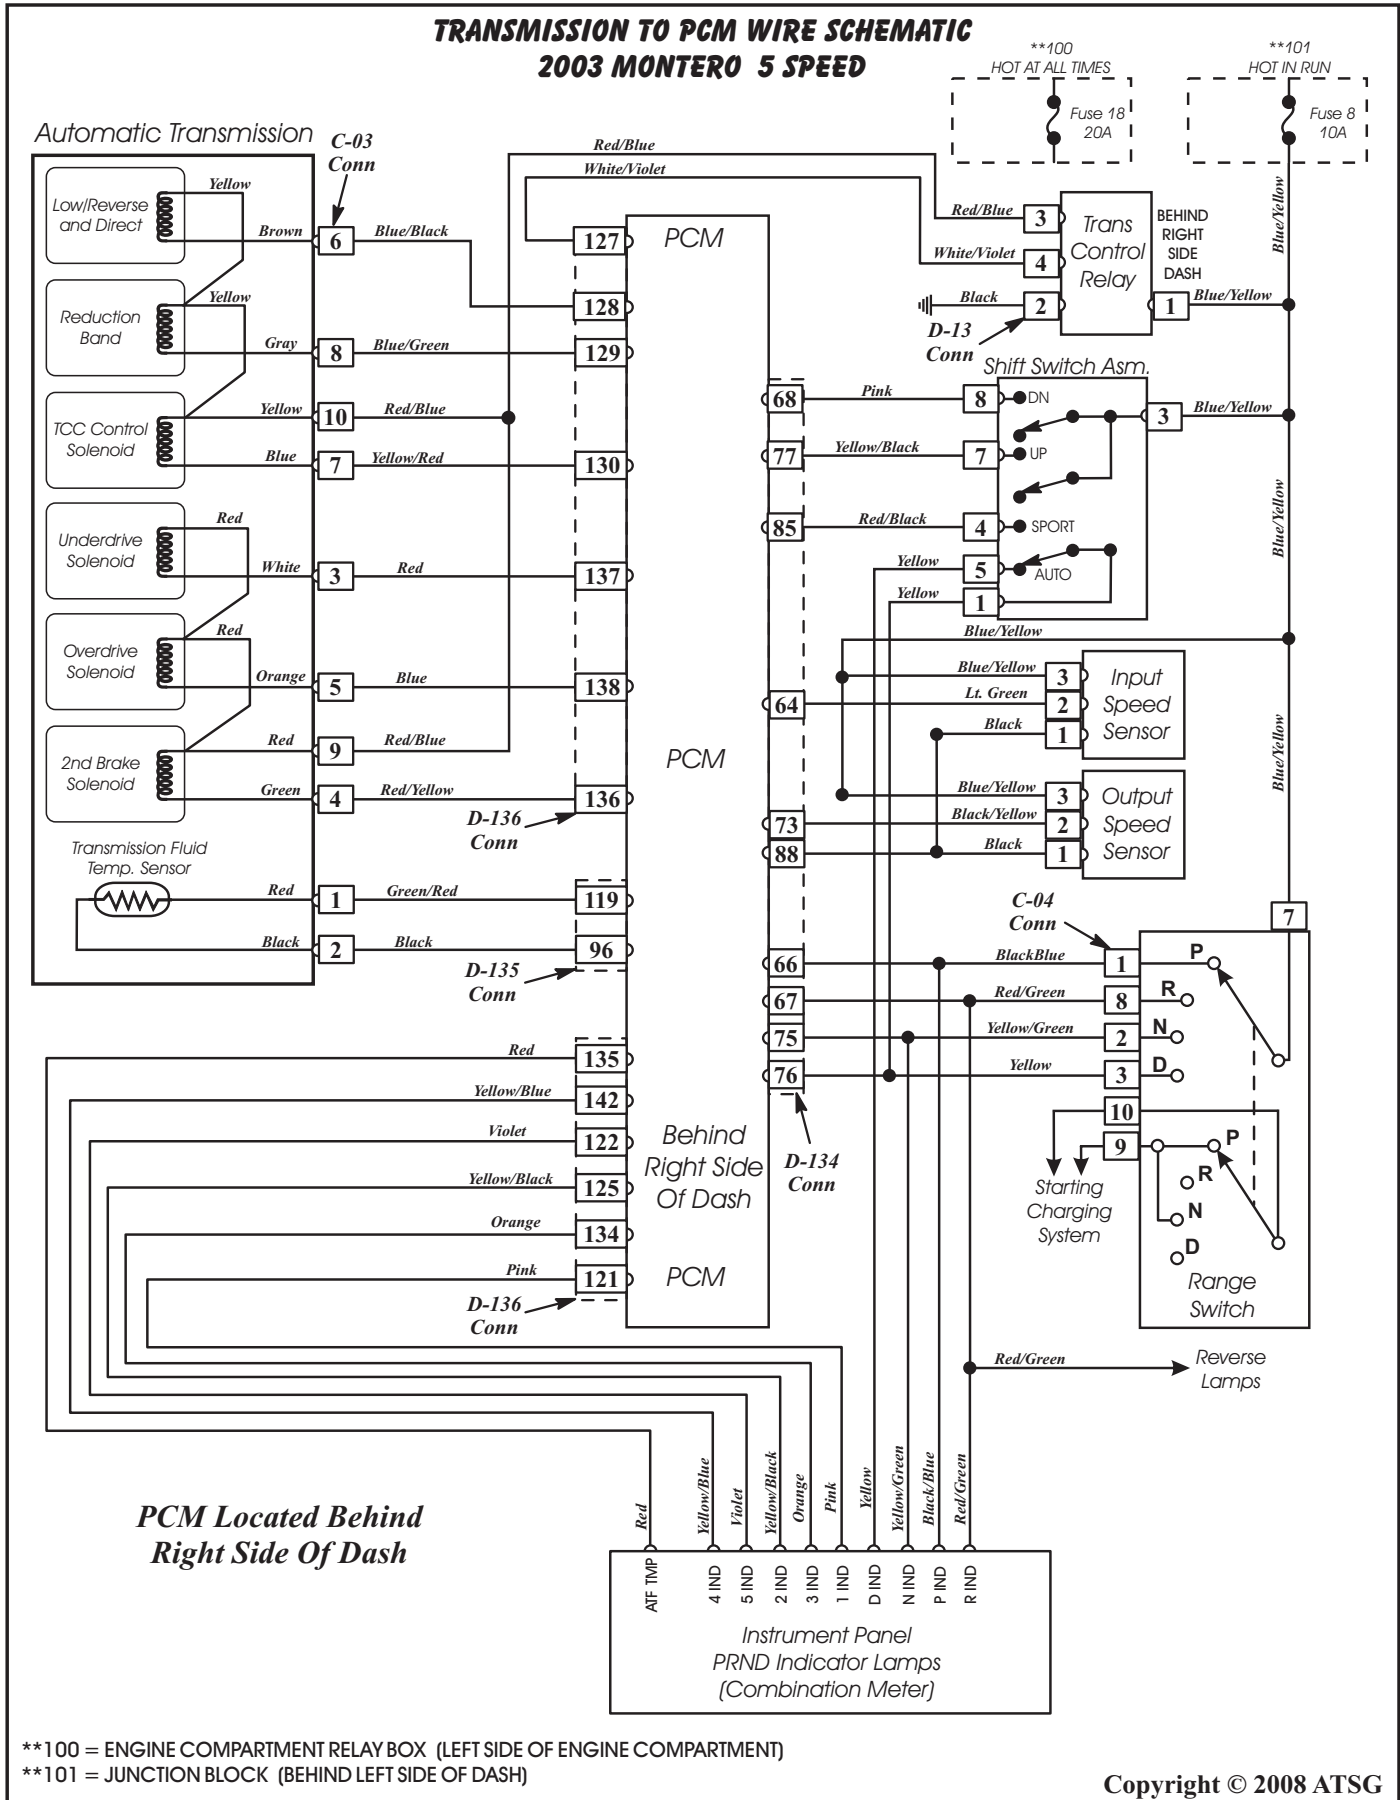 TRANSMISSION TO PCM WIRE SCHEMATIC
2003 MONTERO 5 SPEED
**100
HOT AT ALL TIMES
Fuse 18
20A
**101
HOT IN RUN
Fuse 8
10A
Automatic Transmission
C-03
Conn
Low/Reverse
and Direct
Yellow
Brown
6
Blue/Black
Reduction
Band
Yellow
Gray
8
Blue/Green
TCC Control
Solenoid
Yellow
10
Red/Blue
Blue
7
Yellow/Red
Underdrive
Solenoid
Red
White
3
Red
Overdrive
Solenoid
Red
Orange
5
Blue
2nd Brake
Solenoid
Red
9
Red/Blue
Green
4
Red/Yellow
Transmission Fluid
Temp. Sensor
Red
1
Green/Red
Black
2
Black
Red/Blue
White/Violet
127
128
129
130
137
138
136
D-136
Conn
119
96
D-135
Conn
Red
135
Yellow/Blue
142
Violet
122
Yellow/Black
125
Orange
134
Pink
121
D-136
Conn
PCM
PCM
Behind
Right Side
Of Dash
PCM
68
77
85
64
73
88
66
67
75
76
D-134
Conn
Red/Blue
3
White/Violet
4
Black
2
D-13
Conn
Trans
Control
Relay
BEHIND
RIGHT
SIDE
DASH
1
Blue/Yellow
Blue/Yellow
Shift Switch Asm.
Pink
8
DN
3
Blue/Yellow
Yellow/Black
7
UP
Red/Black
4
SPORT
Yellow
5
AUTO
Yellow
1
Blue/Yellow
Blue/Yellow
Blue/Yellow
3
Lt. Green
2
Black
1
Input
Speed
Sensor
Blue/Yellow
Blue/Yellow
3
Black/Yellow
2
Black
1
Output
Speed
Sensor
C-04
Conn
7
BlackBlue
1
P
Red/Green
8
R
Yellow/Green
2
N
Yellow
3
D
10
9
P
R
N
D
Starting
Charging
System
Range
Switch
Red/Green
Reverse
Lamps
PCM Located Behind
Right Side Of Dash
Red
Yellow/Blue
Violet
Yellow/Black
Orange
Pink
Yellow
Yellow/Green
Black/Blue
Red/Green
ATF TMP
4 IND
5 IND
2 IND
3 IND
1 IND
D IND
N IND
P IND
R IND
Instrument Panel
PRND Indicator Lamps
(Combination Meter)
**100 = ENGINE COMPARTMENT RELAY BOX (LEFT SIDE OF ENGINE COMPARTMENT)
**101 = JUNCTION BLOCK (BEHIND LEFT SIDE OF DASH)
Copyright © 2008 ATSG